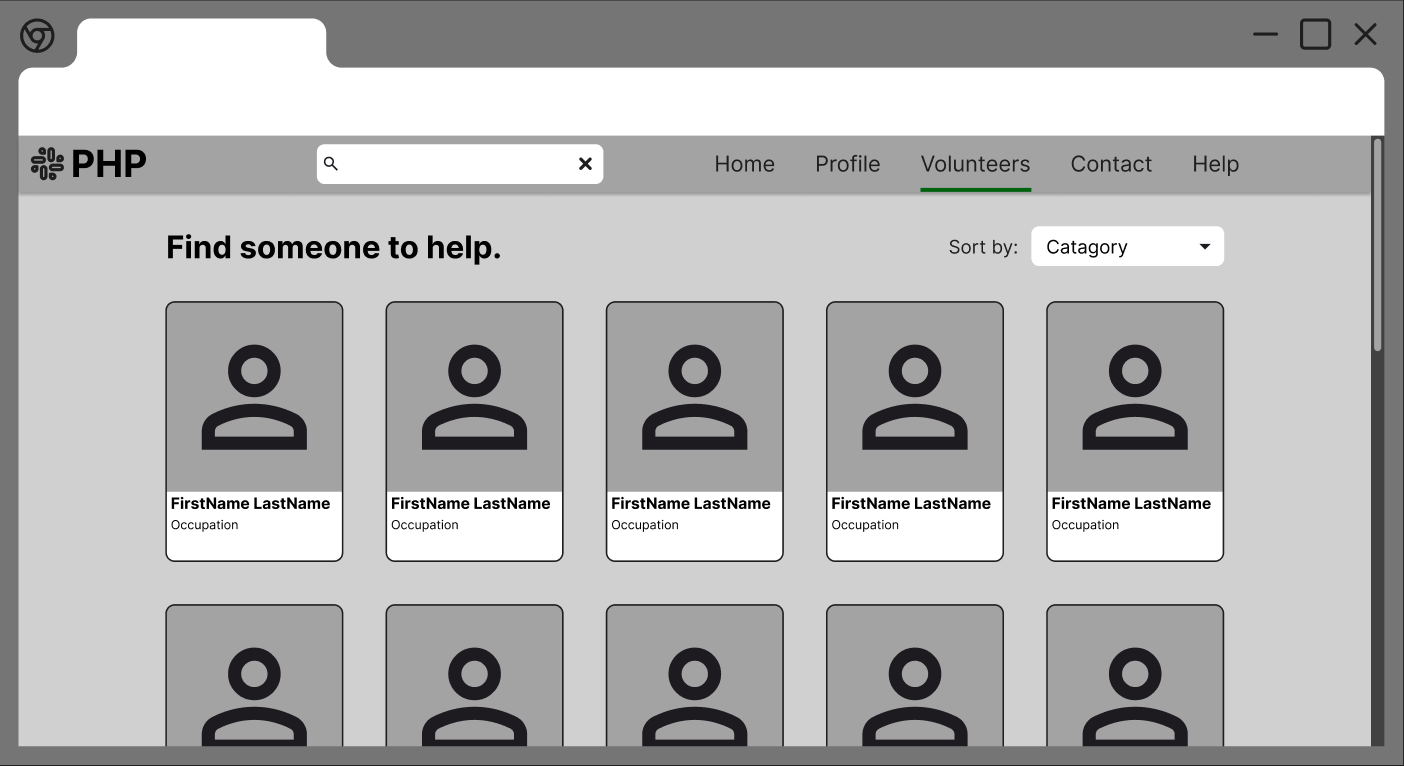 PHP
Home Profile Volunteers Contact Help
Find someone to help.
Sort by: Catagory
FirstName LastName FirstName LastName FirstName LastName FirstName LastName FirstName LastName
Occupation Occupation Occupation Occupation Occupation